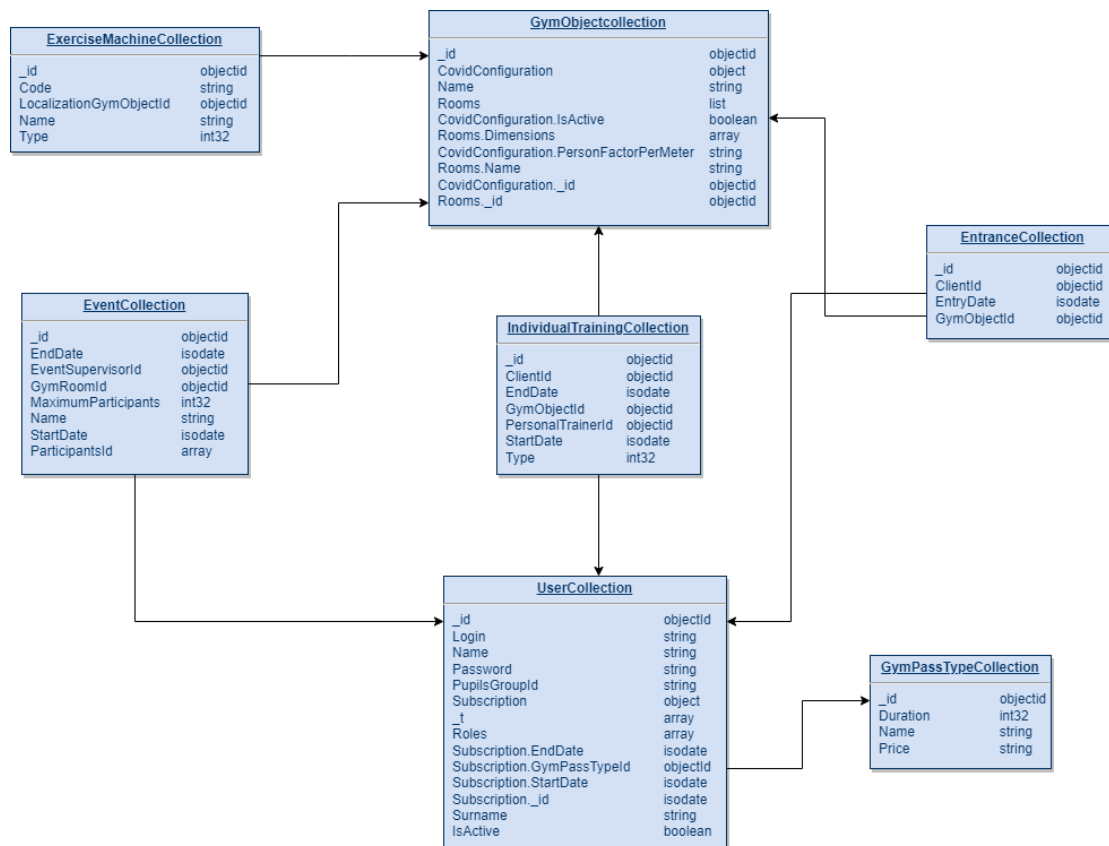 ExerciseMachineCollection
_id objectid
Code string
LocalizationGymObjectId objectid
Name string
Type int32
GymObjectcollection
_id objectid
CovidConfiguration object
Name string
Rooms list
CovidConfiguration.IsActive boolean
Rooms.Dimensions array
CovidConfiguration.PersonFactorPerMeter string
Rooms.Name string
CovidConfiguration._id objectid
Rooms._id objectid
EntranceCollection
_id objectid
ClientId objectid
EntryDate isodate
GymObjectId objectid
EventCollection
_id objectid
EndDate isodate
EventSupervisorId objectid
GymRoomId objectid
MaximumParticipants int32
Name string
StartDate isodate
ParticipantsId array
IndividualTrainingCollection
_id objectid
ClientId objectid
EndDate isodate
GymObjectId objectid
PersonalTrainerId objectid
StartDate isodate
Type int32
UserCollection
_id objectId
Login string
Name string
Password string
PupilsGroupId string
Subscription object
_t array
Roles array
Subscription.EndDate isodate
Subscription.GymPassTypeId objectId
Subscription.StartDate isodate
Subscription._id isodate
Surname string
IsActive boolean
GymPassTypeCollection
_id objectid
Duration int32
Name string
Price string